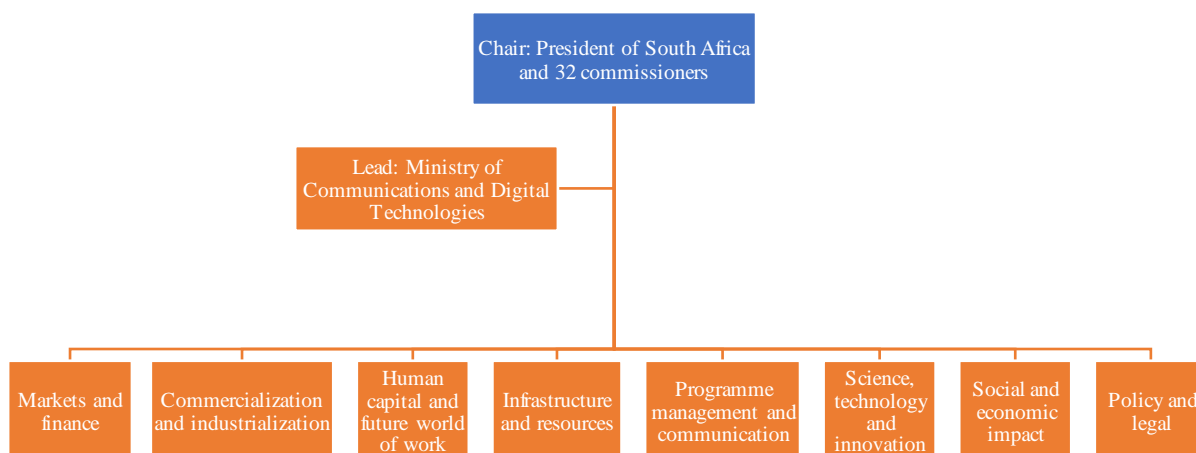 Chair: President of South Africa
and 32 commissioners
Lead: Ministry of
Communications and Digital
Technologies
Markets and
finance
Commercialization
and industrialization
Human
capital and
future world
of work
Infrastructure
and resources
Programme
management and
communication
Science,
technology
and
innovation
Social and
economic
impact
Policy and
legal